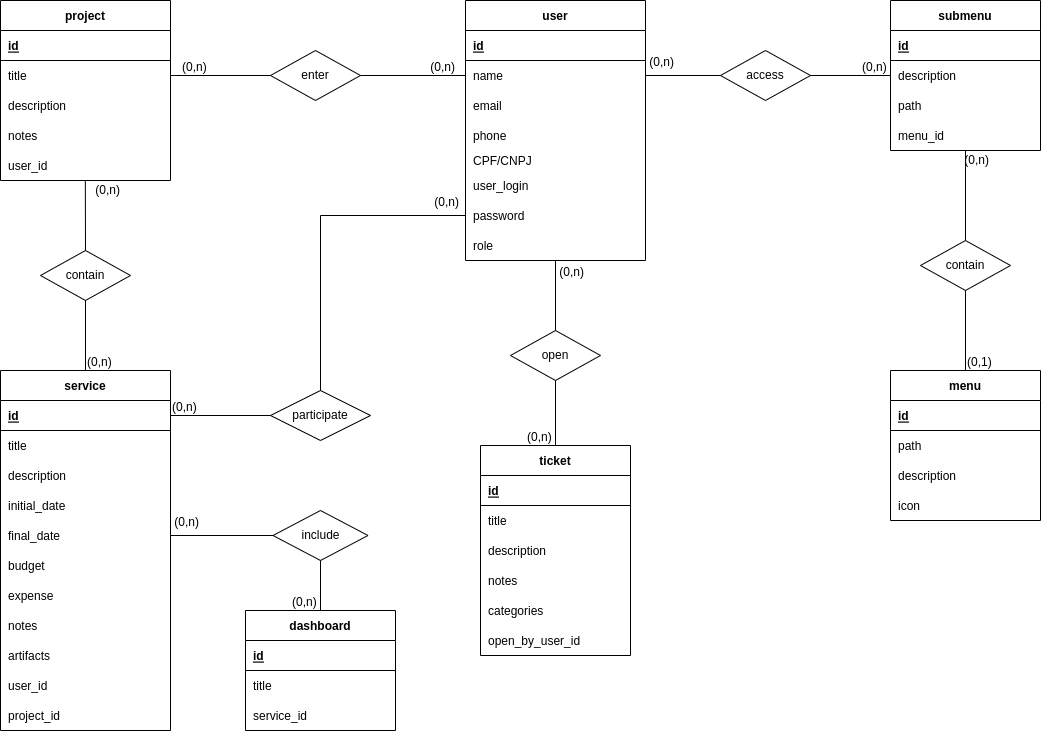 project
id
title
description
notes
user_id
(0,n)
enter
(0,n)
user
id
name
email
phone
CPF/CNPJ
user_login
password
role
(0,n)
access
(0,n)
submenu
id
description
path
menu_id
(0,n)
contain
(0,n)
(0,n)
participate
(0,n)
(0,n)
open
(0,n)
(0,n)
contain
(0,1)
service
id
title
description
initial_date
final_date
budget
expense
notes
artifacts
user_id
project_id
(0,n)
include
(0,n)
dashboard
id
title
service_id
ticket
id
title
description
notes
categories
open_by_user_id
menu
id
path
description
icon